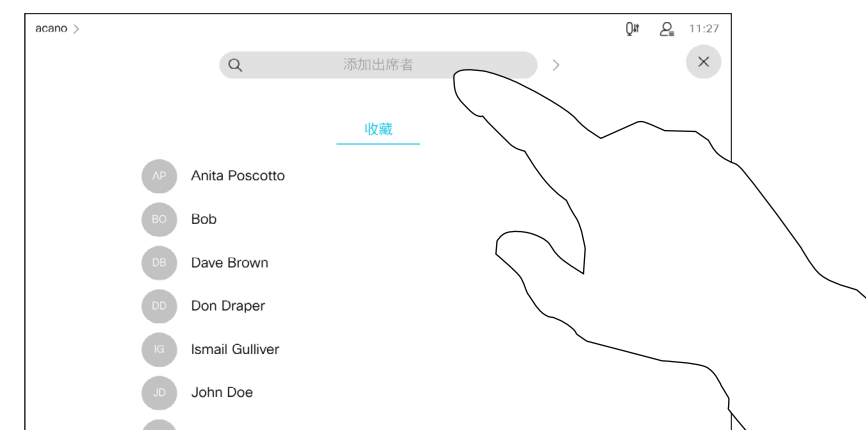 acano >
11:27
添加出席者
收藏
AP Anita Poscotto
BO Bob
DB Dave Brown
DD Don Draper
IG Ismail Gulliver
JD John Doe